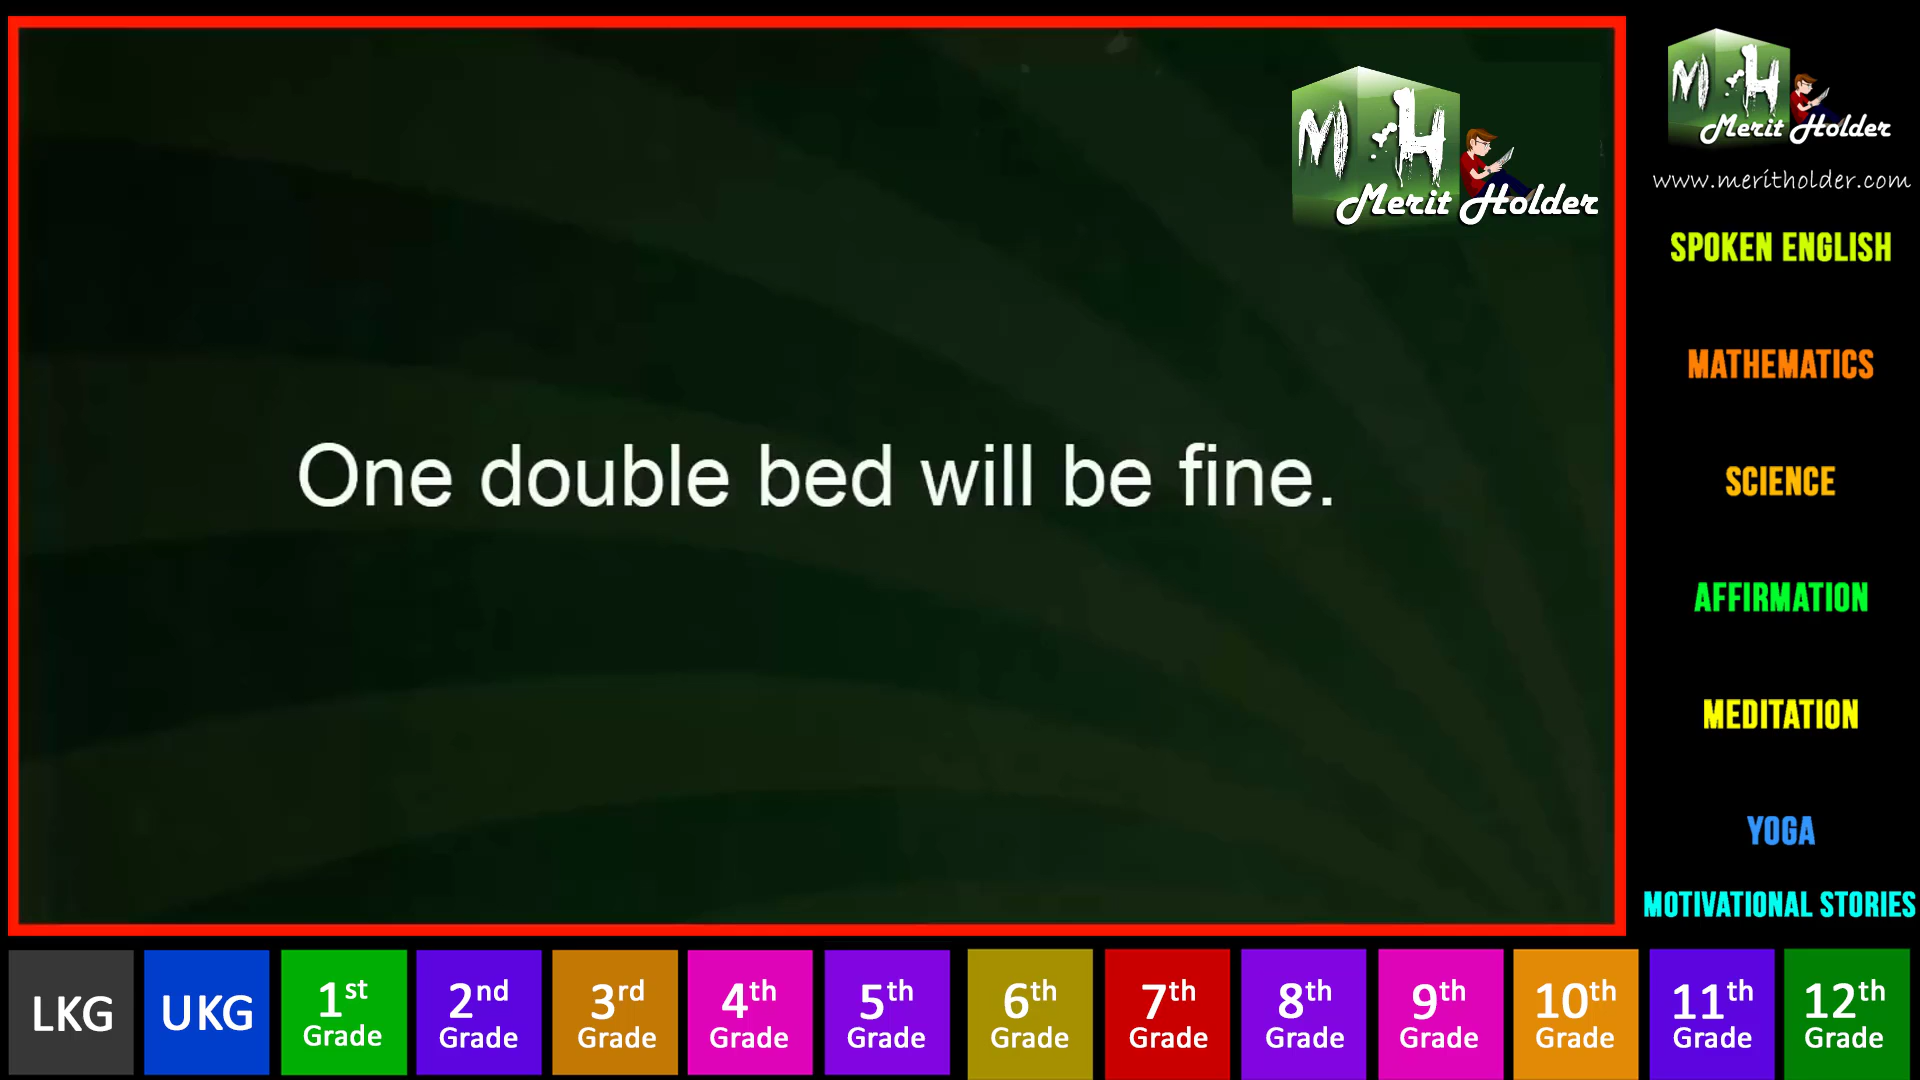 M H
Merit Holder
One double bed will be fine.
M H
Merit Holder
www.meritholder.com
SPOKEN ENGLISH
MATHEMATICS
SCIENCE
AFFIRMATION
MEDITATION
YOGA
MOTIVATIONAL STORIES
LKG
UKG
1st Grade
2nd Grade
3rd Grade
4th Grade
5th Grade
6th Grade
7th Grade
8th Grade
9th Grade
10th Grade
11th Grade
12th Grade